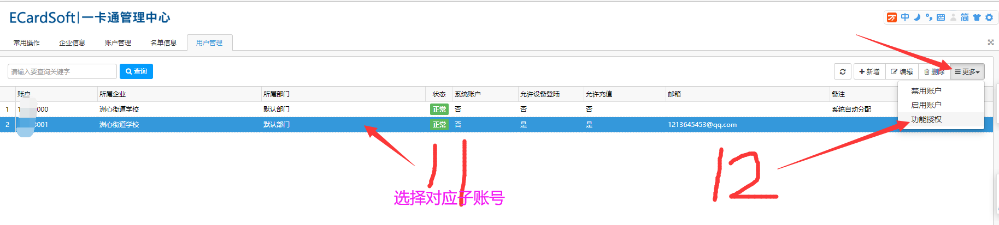 ECardSoft|一卡通管理中心
万 中 简
常用操作 企业信息 账户管理 名单信息 用户管理
请输入要查询关键字 查询 新增 编辑 删除 更多
账户 所属企业 所属部门 状态 系统账户 允许设备登陆 允许充值 邮箱 备注
禁用账户
1 1 000 洲心街道学校 默认部门 正常 否 否 否 系统自动分配
启用账户
功能授权
2 3001 洲心街道学校 默认部门 正常 否 是 是 1213645453@qq.com
11
12
选择对应子账号